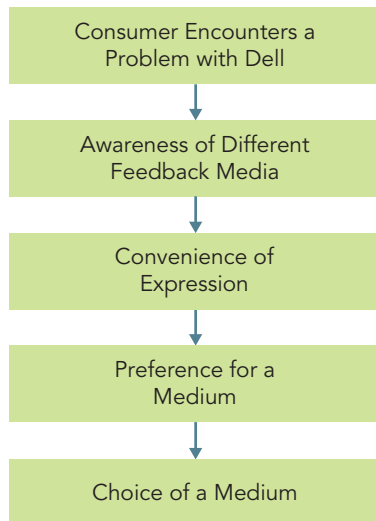 Consumer Encounters a
Problem with Dell
Awareness of Different
Feedback Media
Convenience of
Expression
Preference for a
Medium
Choice of a Medium